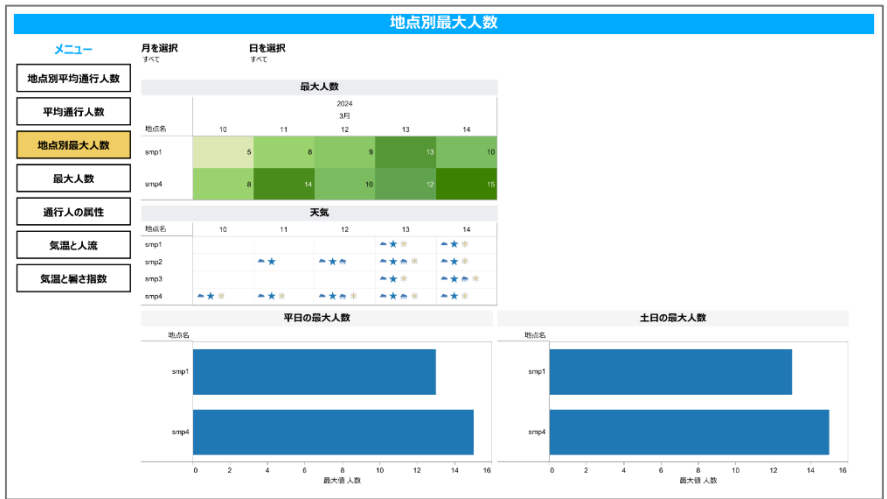 地点別最大人数
メニュー
地点別平均通行人数
平均通行人数
地点別最大人数
最大人数
通行人の属性
気温と人流
気温と暑さ指数
月を選択
すべて
日を選択
すべて
最大人数
2024
3月
地点名 10 11 12 13 14
smp1 5 8 9 13 10
smp4 8 14 10 12 15
天気
地点名 10 11 12 13 14
smp1
smp2
smp3
smp4
平日の最大人数
地点名
smp1
smp4
0 2 4 6 8 10 12 14 16
最大値 人数
土日の最大人数
地点名
smp1
smp4
0 2 4 6 8 10 12 14 16
最大値 人数